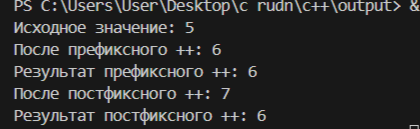 PS C:\Users\User\Desktop\c rudn\c++\output> &
Исходное значение: 5
После префиксного ++: 6
Результат префиксного ++: 6
После постфиксного ++: 7
Результат постфиксного ++: 6